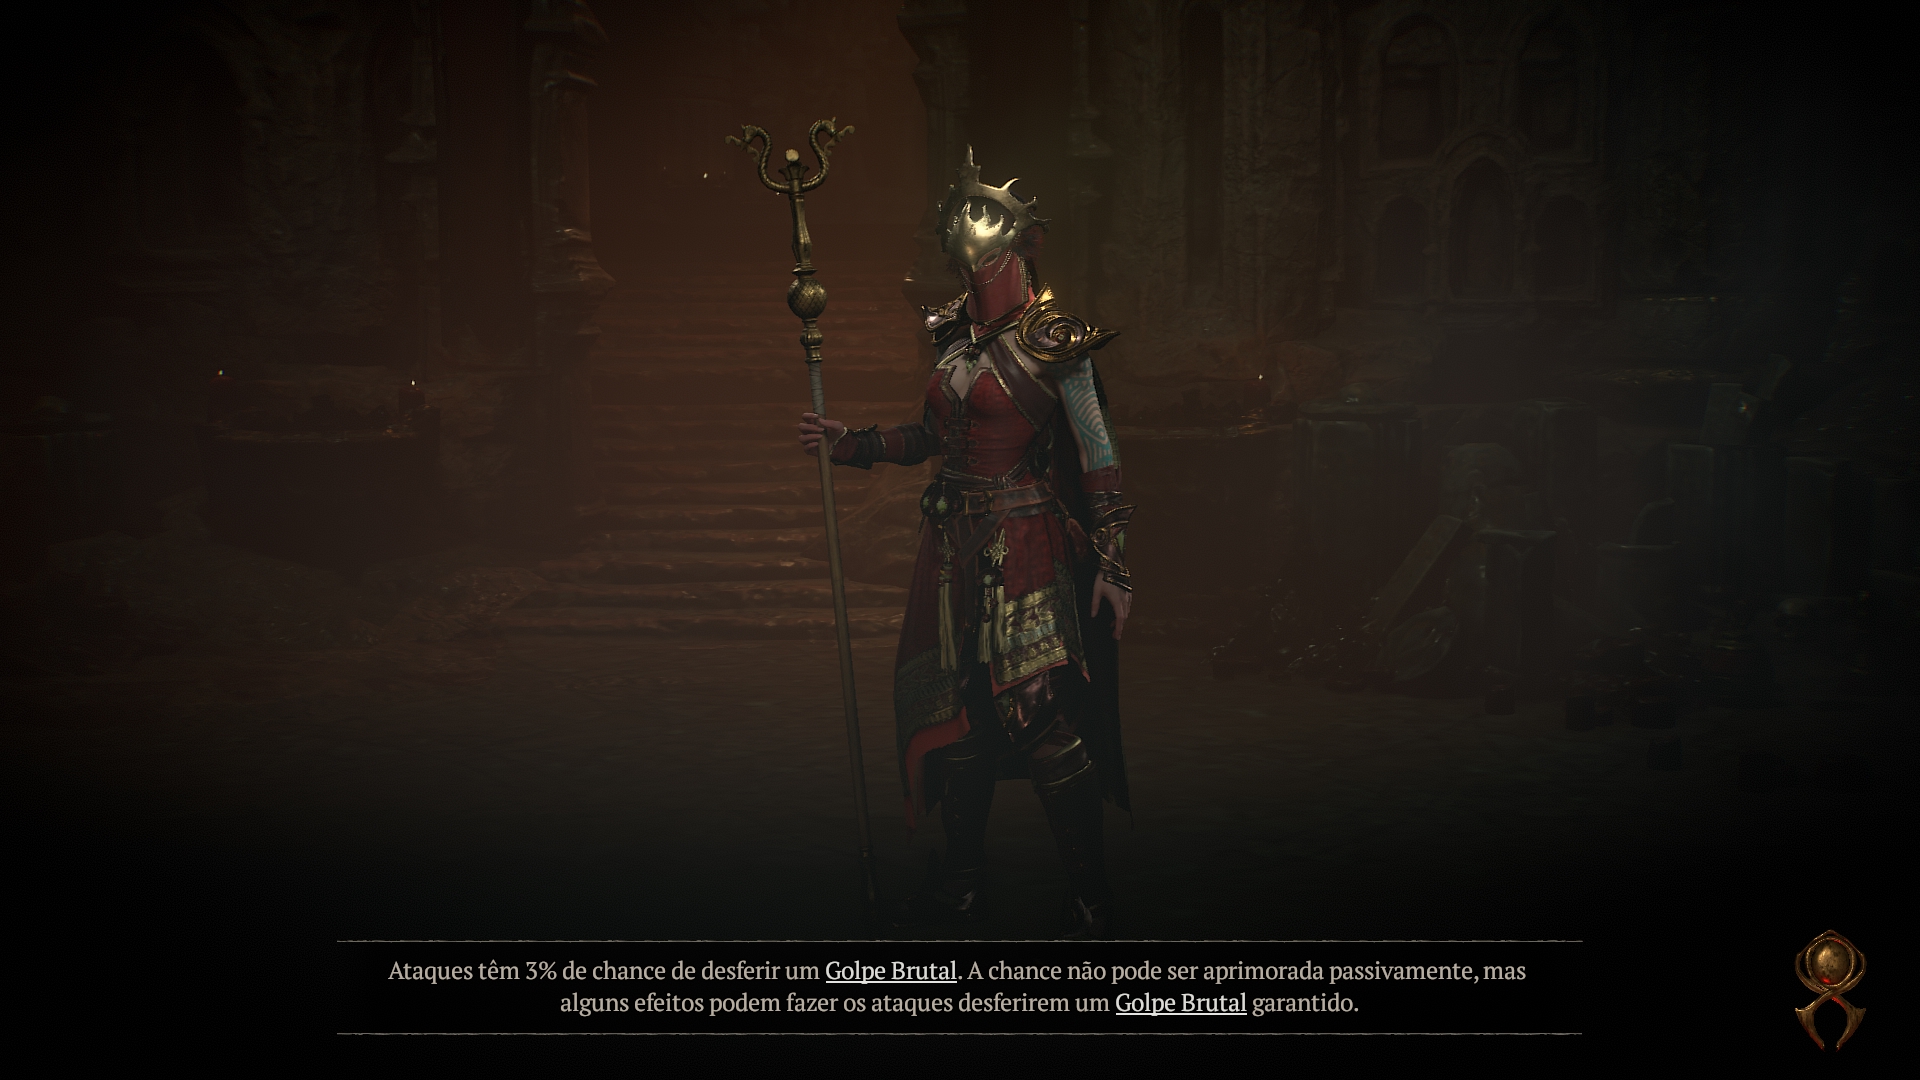 Ataques têm 3% de chance de desferir um Golpe Brutal. A chance não pode ser aprimorada passivamente, mas
alguns efeitos podem fazer os ataques desferirem um Golpe Brutal garantido.